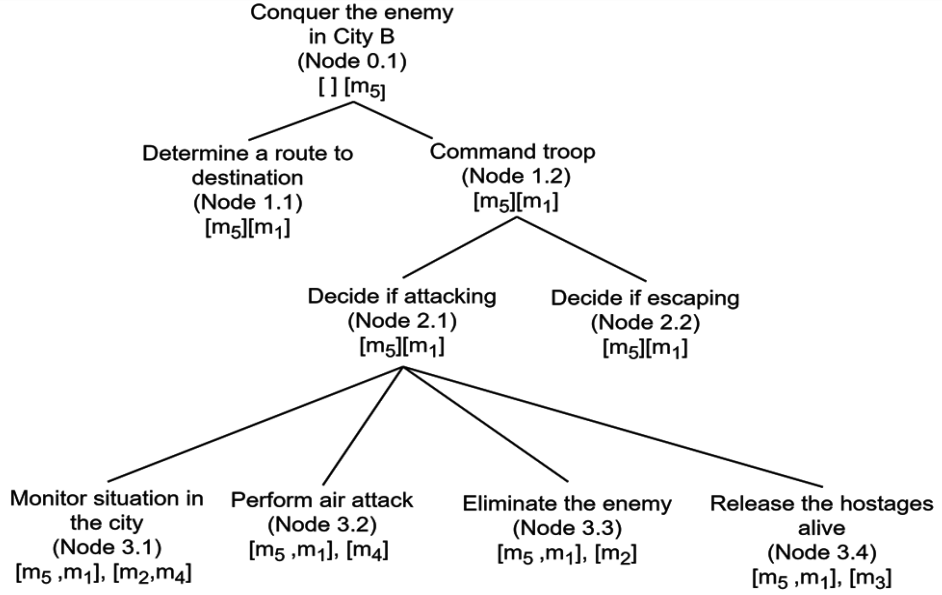 Conquer the enemy
in City B
(Node 0.1)
[ ] [m5]
Determine a route to
destination
(Node 1.1)
[m5][m1]
Command troop
(Node 1.2)
[m5][m1]
Decide if attacking
(Node 2.1)
[m5][m1]
Decide if escaping
(Node 2.2)
[m5][m1]
Monitor situation in
the city
(Node 3.1)
[m5 ,m1], [m2,m4]
Perform air attack
(Node 3.2)
[m5 ,m1], [m4]
Eliminate the enemy
(Node 3.3)
[m5 ,m1], [m2]
Release the hostages
alive
(Node 3.4)
[m5 ,m1], [m3]